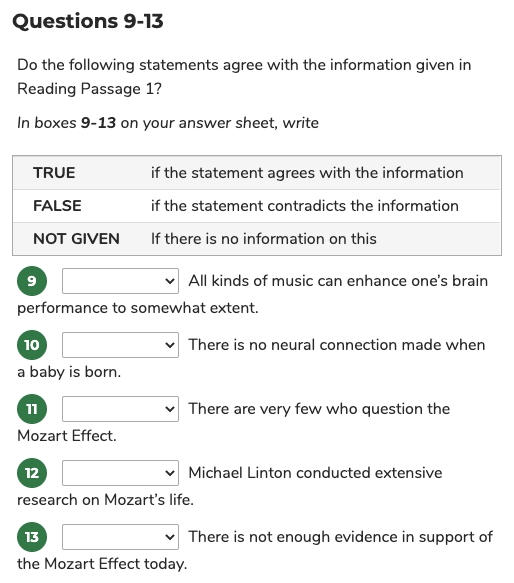 Questions 9-13
Do the following statements agree with the information given in
Reading Passage 1?
In boxes 9-13 on your answer sheet, write
TRUE if the statement agrees with the information
FALSE if the statement contradicts the information
NOT GIVEN If there is no information on this
9 All kinds of music can enhance one's brain
performance to somewhat extent.
10 There is no neural connection made when
a baby is born.
11 There are very few who question the
Mozart Effect.
12 Michael Linton conducted extensive
research on Mozart's life.
13 There is not enough evidence in support of
the Mozart Effect today.